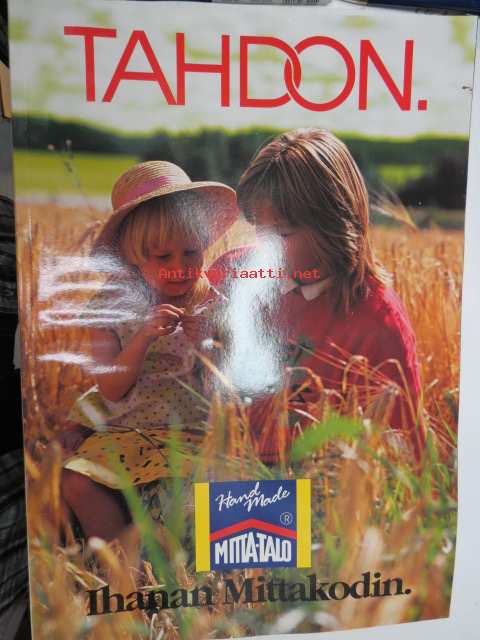 TAHDON.
Antikvariaatti.net
Hand
Made
®
MITTA-TALO
Ihanan Mittakodin.